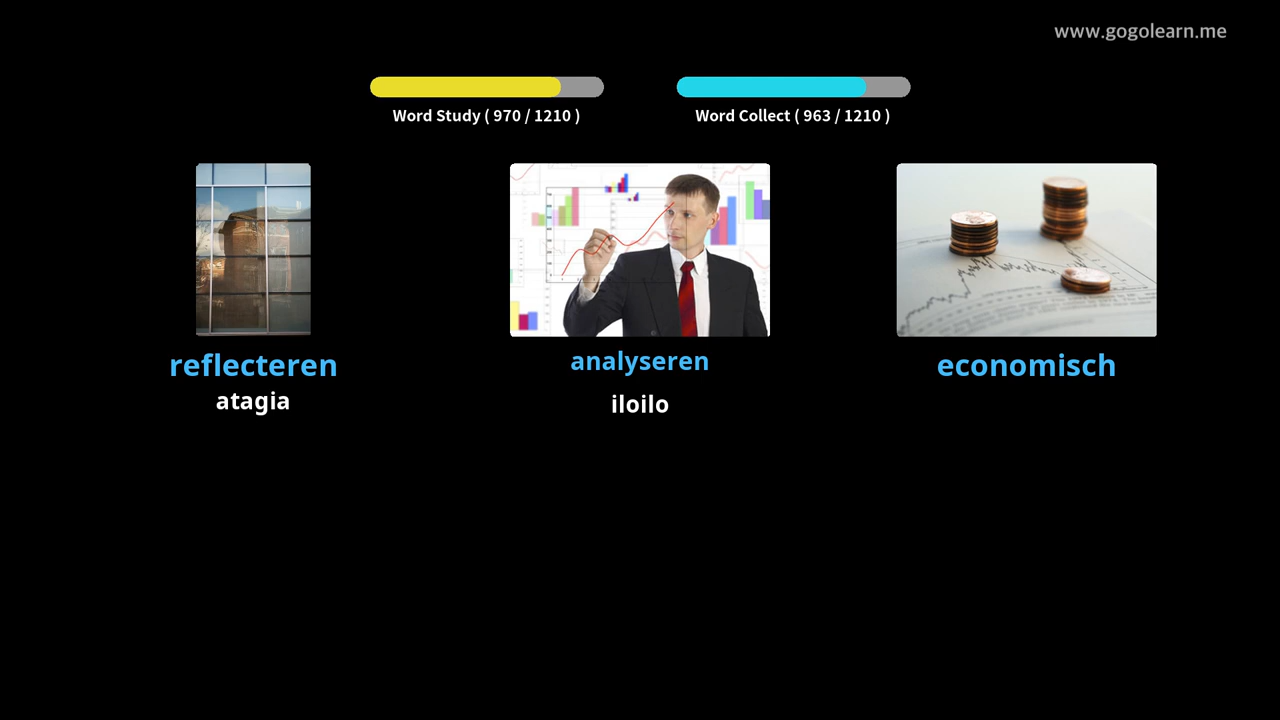 www.gogolearn.me
Word Study ( 970 / 1210 )
Word Collect ( 963 / 1210 )
reflecteren
atagia
analyseren
iloilo
economisch